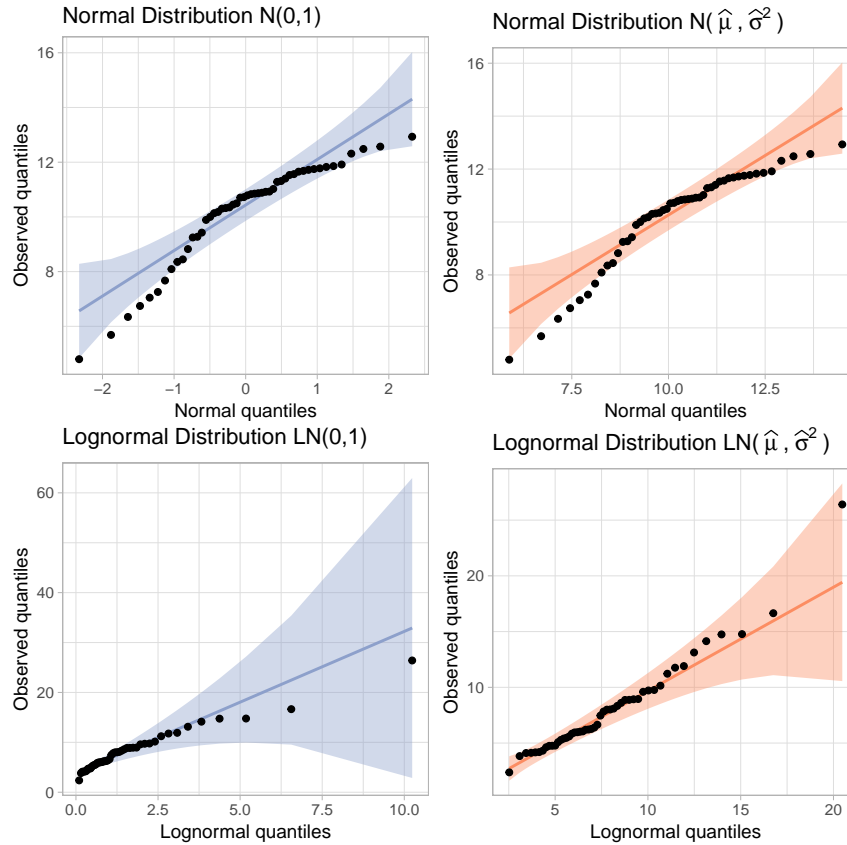 Normal Distribution N(0,1)
16
12
8
Observed quantiles
−2
−1
0
1
2
Normal quantiles
Normal Distribution N( μ̂ , σ̂² )
16
12
8
Observed quantiles
7.5
10.0
12.5
Normal quantiles
Lognormal Distribution LN(0,1)
60
40
20
0
Observed quantiles
0.0
2.5
5.0
7.5
10.0
Lognormal quantiles
Lognormal Distribution LN( μ̂ , σ̂² )
20
10
Observed quantiles
5
10
15
20
Lognormal quantiles